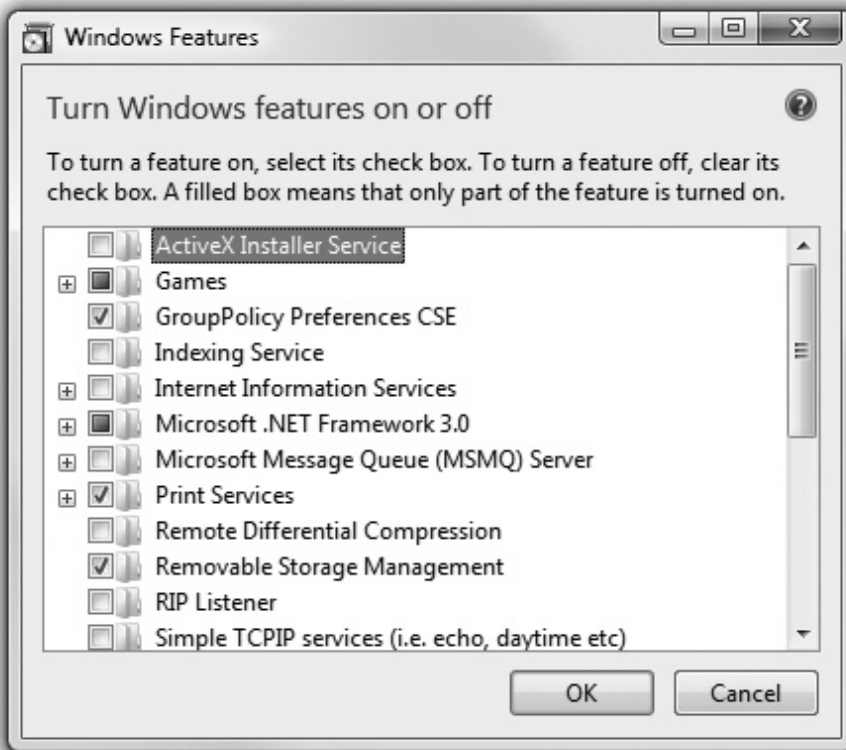 Windows Features
Turn Windows features on or off
To turn a feature on, select its check box. To turn a feature off, clear its
check box. A filled box means that only part of the feature is turned on.
ActiveX Installer Service
Games
GroupPolicy Preferences CSE
Indexing Service
Internet Information Services
Microsoft .NET Framework 3.0
Microsoft Message Queue (MSMQ) Server
Print Services
Remote Differential Compression
Removable Storage Management
RIP Listener
Simple TCPIP services (i.e. echo, daytime etc)
OK Cancel